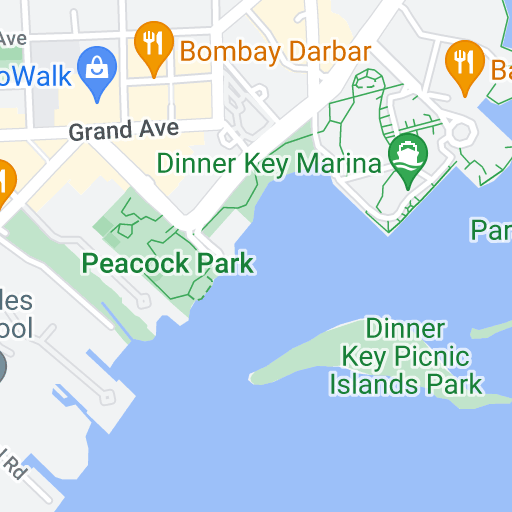 Ave
oWalk
Bombay Darbar
Ba
Grand Ave
Dinner Key Marina
Par
Peacock Park
les
ool
Dinner
Key Picnic
Islands Park
l Rd